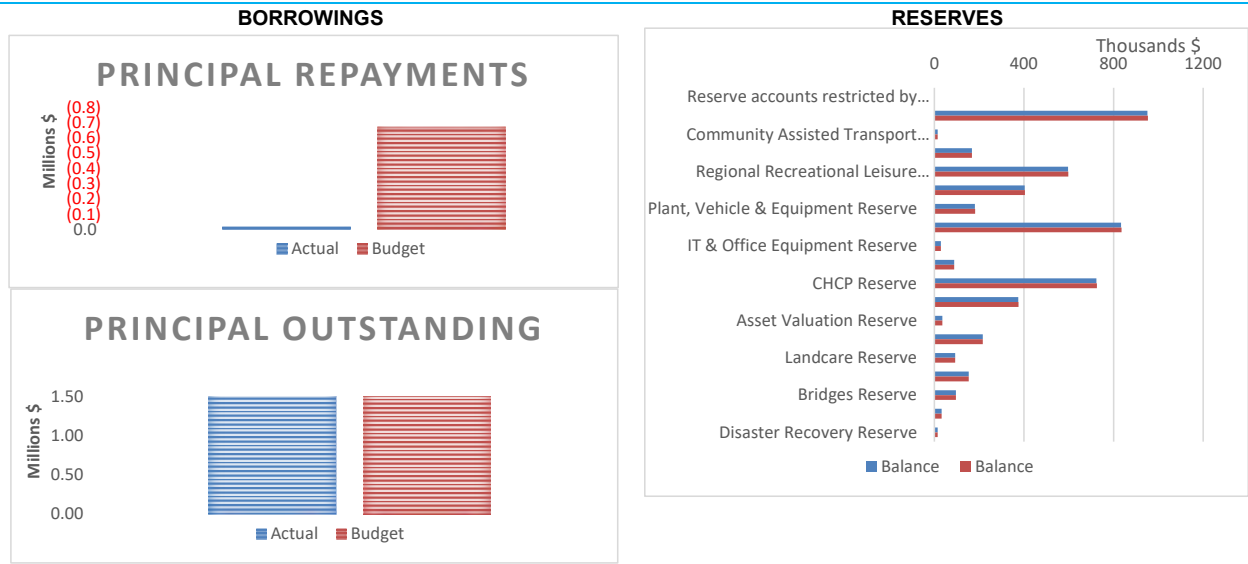 BORROWINGS
PRINCIPAL REPAYMENTS
Millions $
(0.8)
(0.7)
(0.6)
(0.5)
(0.4)
(0.3)
(0.2)
(0.1)
0.0
Actual Budget
PRINCIPAL OUTSTANDING
Millions $
1.50
1.00
0.50
0.00
Actual Budget
RESERVES
Thousands $
0 400 800 1200
Reserve accounts restricted by...
Community Assisted Transport...
Regional Recreational Leisure...
Plant, Vehicle & Equipment Reserve
IT & Office Equipment Reserve
CHCP Reserve
Asset Valuation Reserve
Landcare Reserve
Bridges Reserve
Disaster Recovery Reserve
Balance Balance